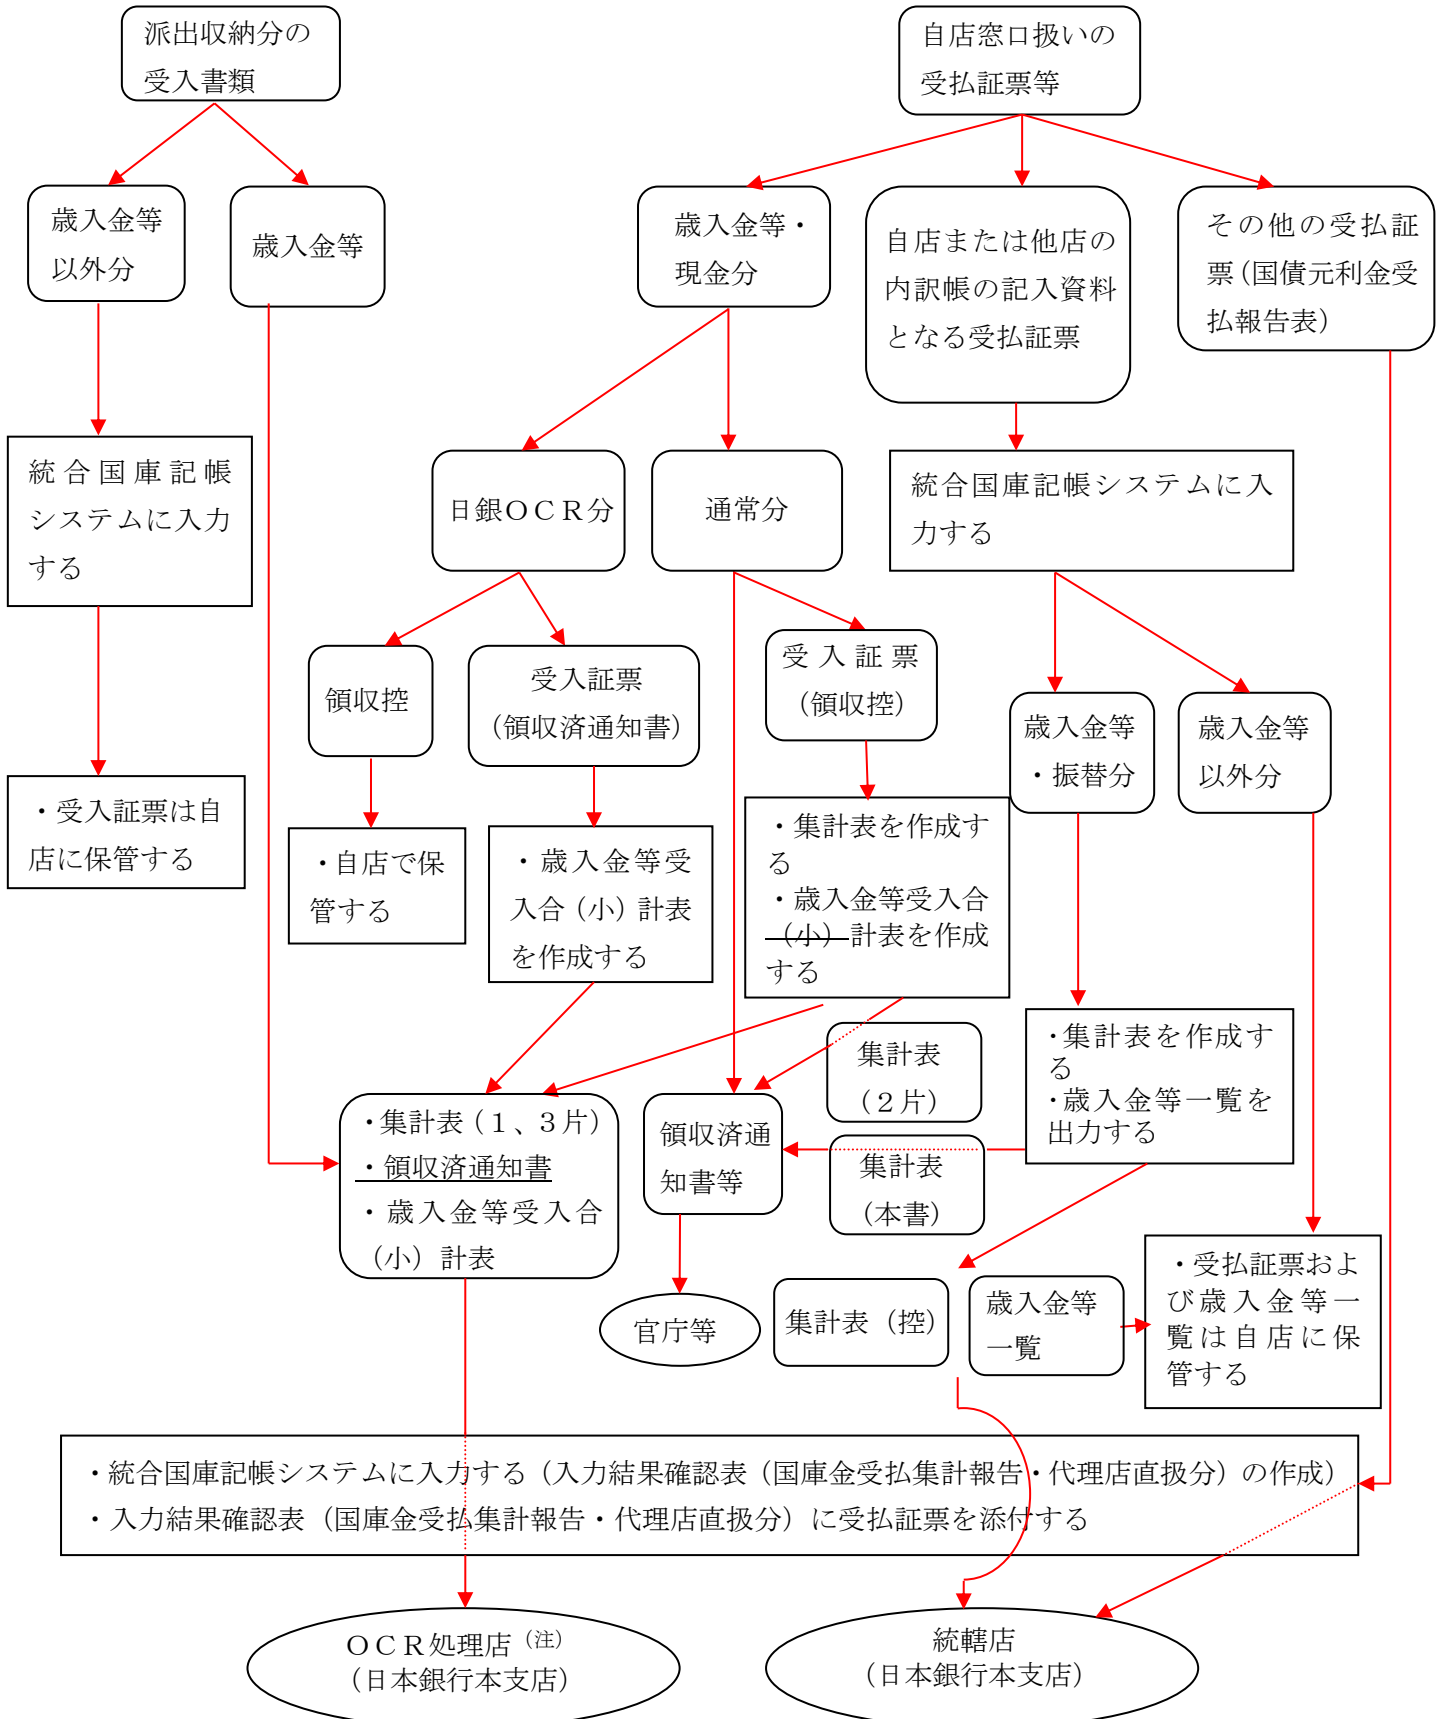 派出収納分の
受入書類
自店窓口扱いの
受払証票等
歳入金等
以外分
歳入金等
歳入金等・
現金分
自店または他店の
内訳帳の記入資料
となる受払証票
その他の受払証
票（国債元利金受
払報告表）
統合国庫記帳
システムに入力
する
日銀ＯＣＲ分
通常分
統合国庫記帳システムに入
力する
領収控
受入証票
（領収済通知書）
受入証票
（領収控）
歳入金等
・振替分
歳入金等
以外分
・受入証票は自
店に保管する
・自店で保
管する
・歳入金等受
入合（小）計表
を作成する
・集計表を作成す
る
・歳入金等受入合
（小）計表を作成
する
・集計表を作成す
る
・歳入金等一覧を
出力する
集計表
（２片）
集計表
（本書）
・集計表（１、３片）
・領収済通知書
・歳入金等受入合
（小）計表
領収済通
知書等
官庁等
集計表（控）
歳入金等
一覧
・受払証票およ
び歳入金等一
覧は自店に保
管する
・統合国庫記帳システムに入力する（入力結果確認表（国庫金受払集計報告・代理店直扱分）の作成）
・入力結果確認表（国庫金受払集計報告・代理店直扱分）に受払証票を添付する
ＯＣＲ処理店（注）
（日本銀行本支店）
統轄店
（日本銀行本支店）